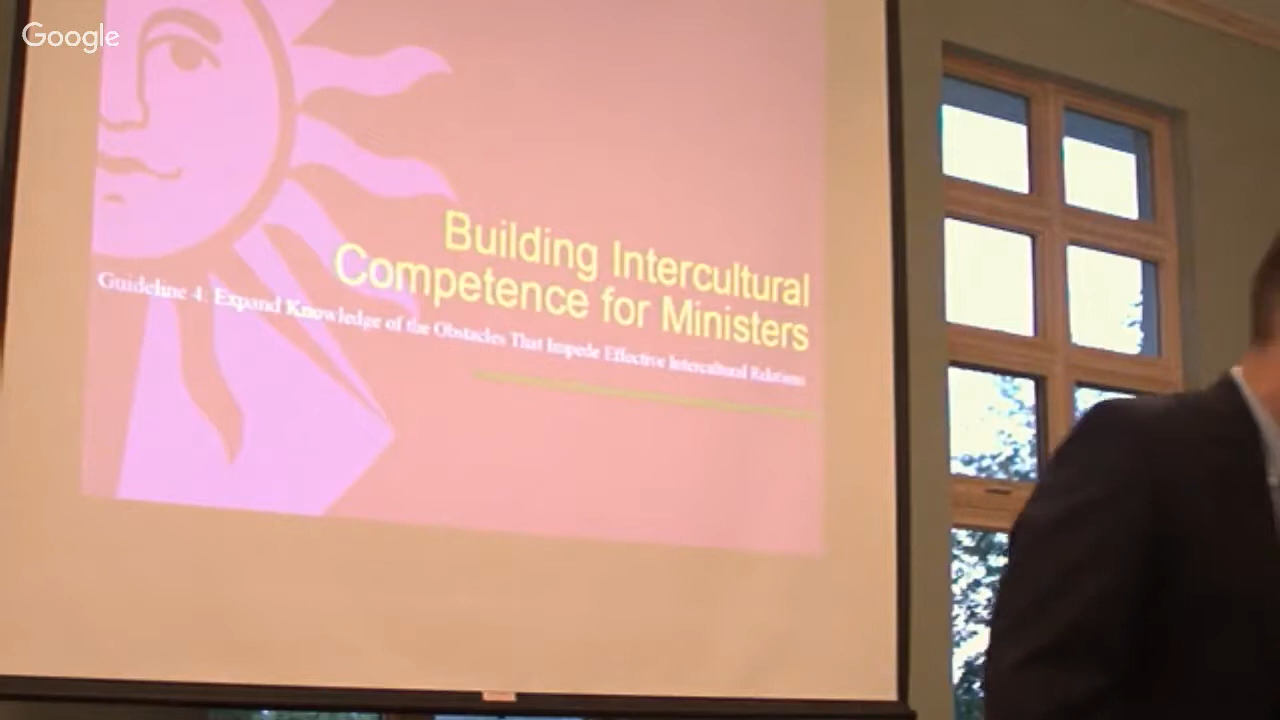 Google
Building Intercultural
Competence for Ministers
Guideline 4: Expand Knowledge of the Obstacles That Impede Effective Intercultural Relations